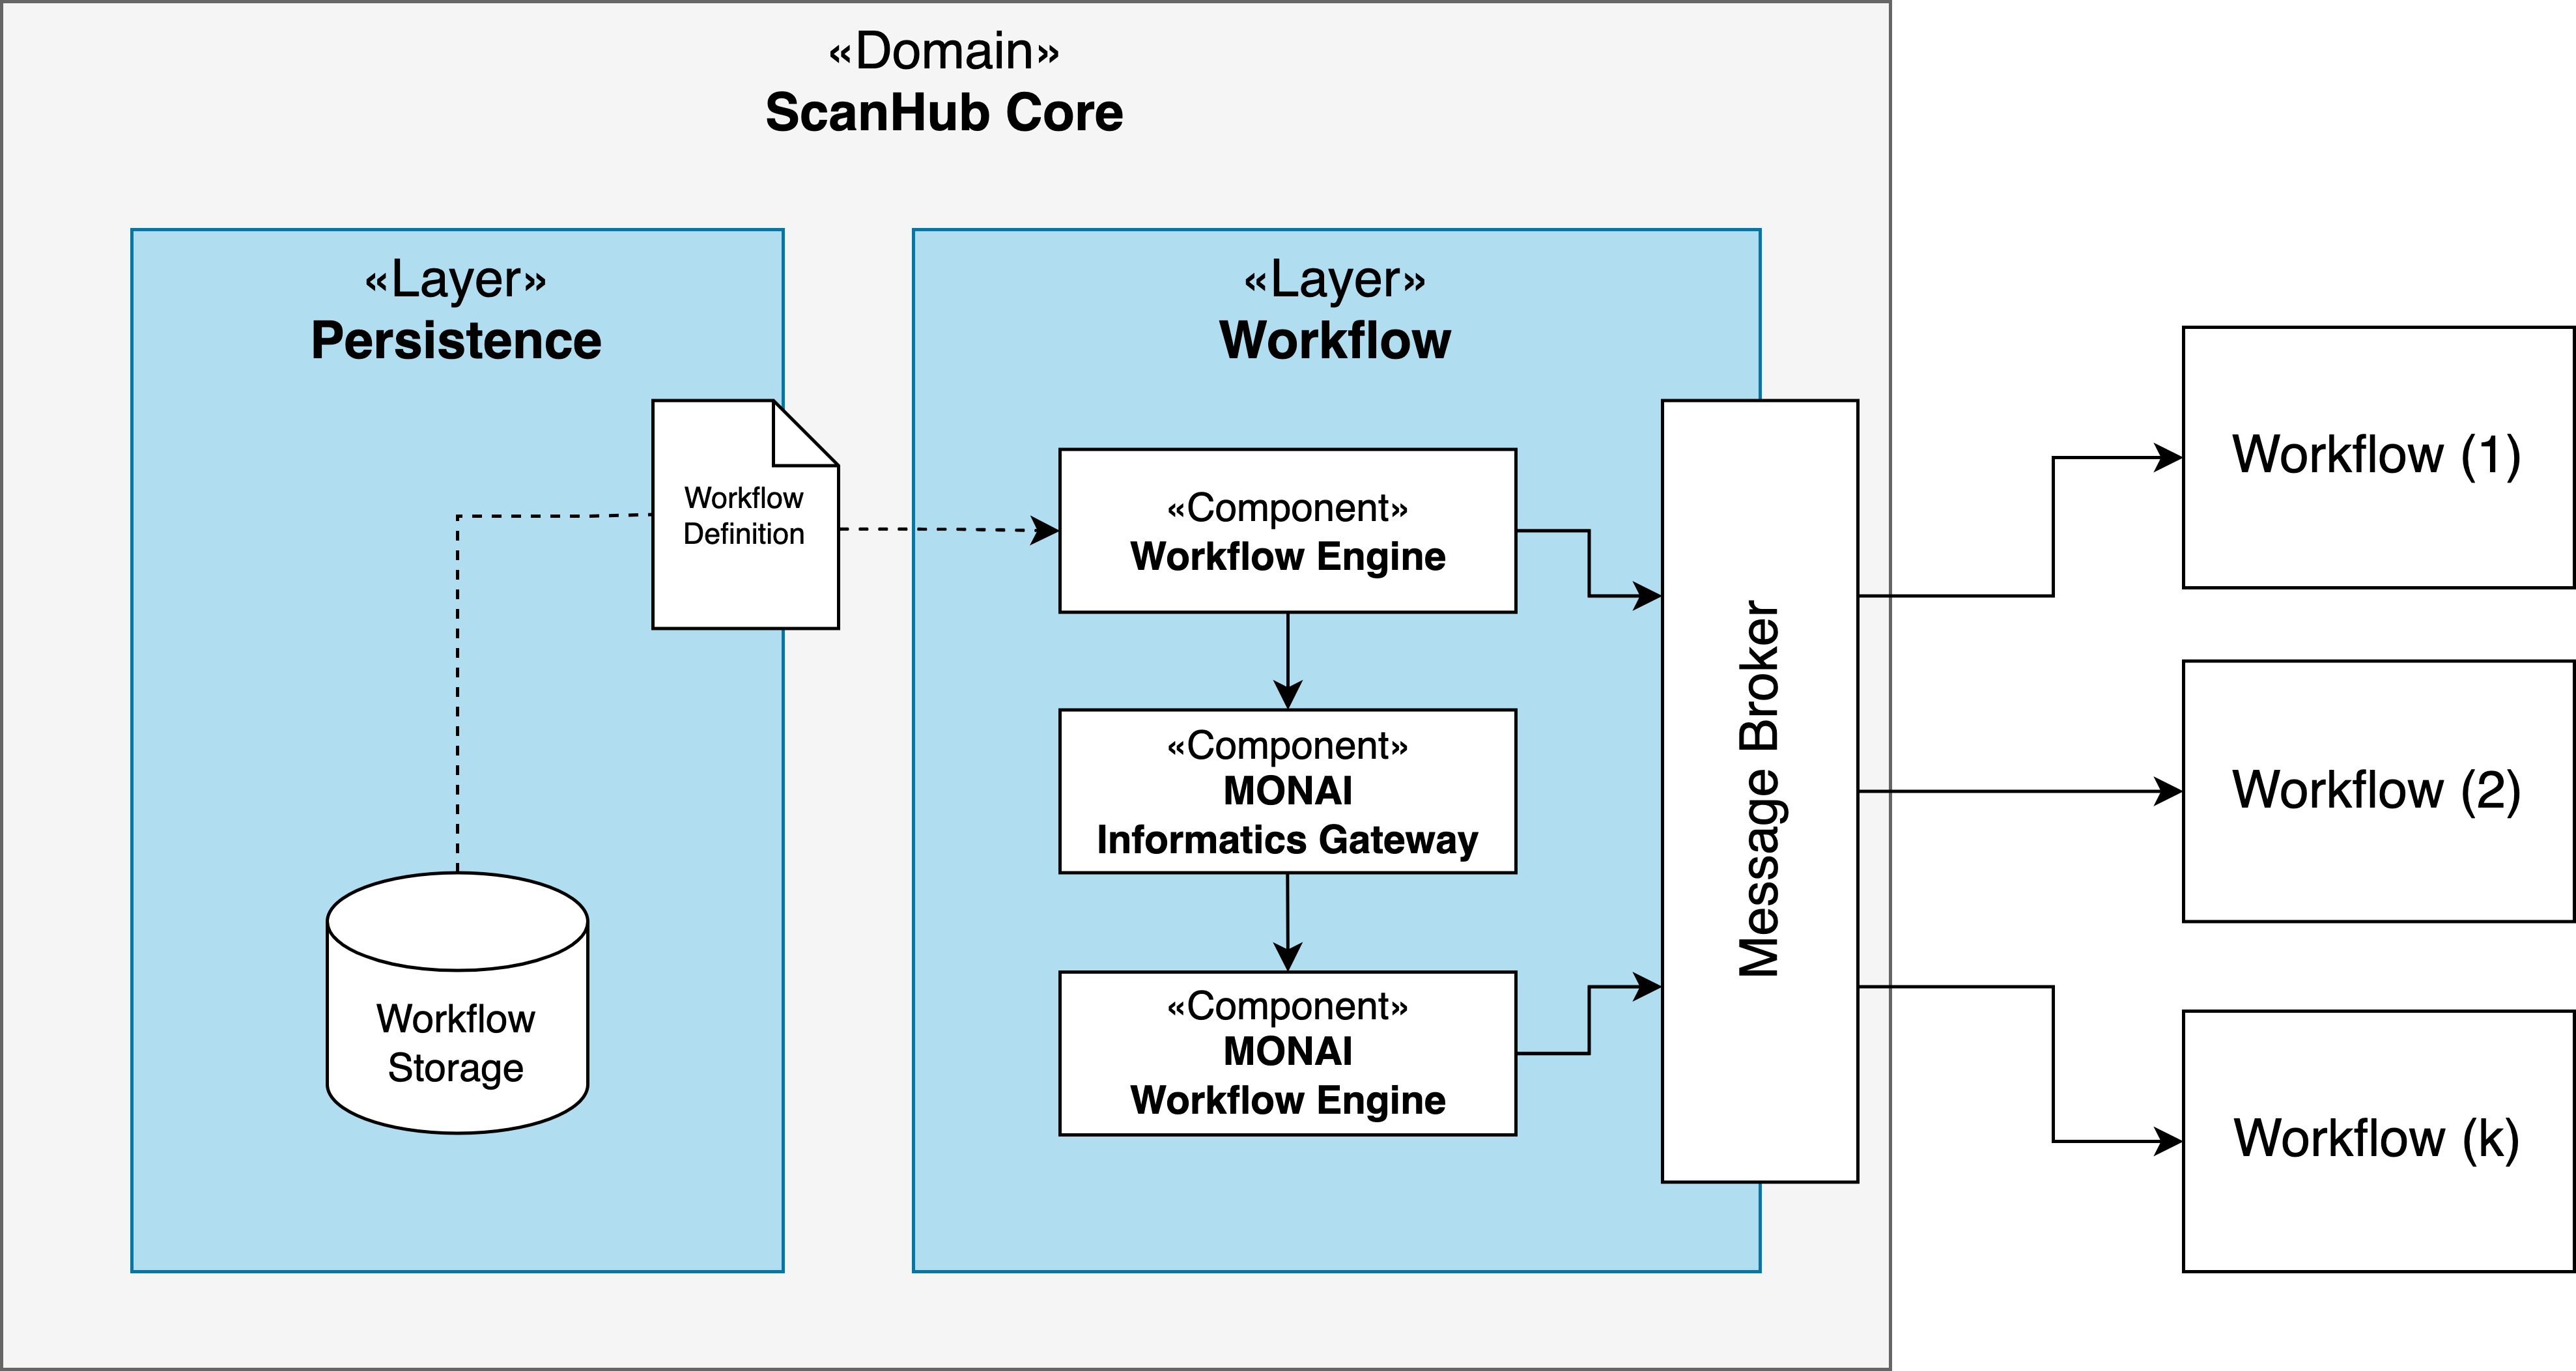 «Domain»
ScanHub Core
«Layer»
Persistence
Workflow
Definition
Workflow
Storage
«Layer»
Workflow
«Component»
Workflow Engine
«Component»
MONAI
Informatics Gateway
«Component»
MONAI
Workflow Engine
Message Broker
Workflow (1)
Workflow (2)
Workflow (k)